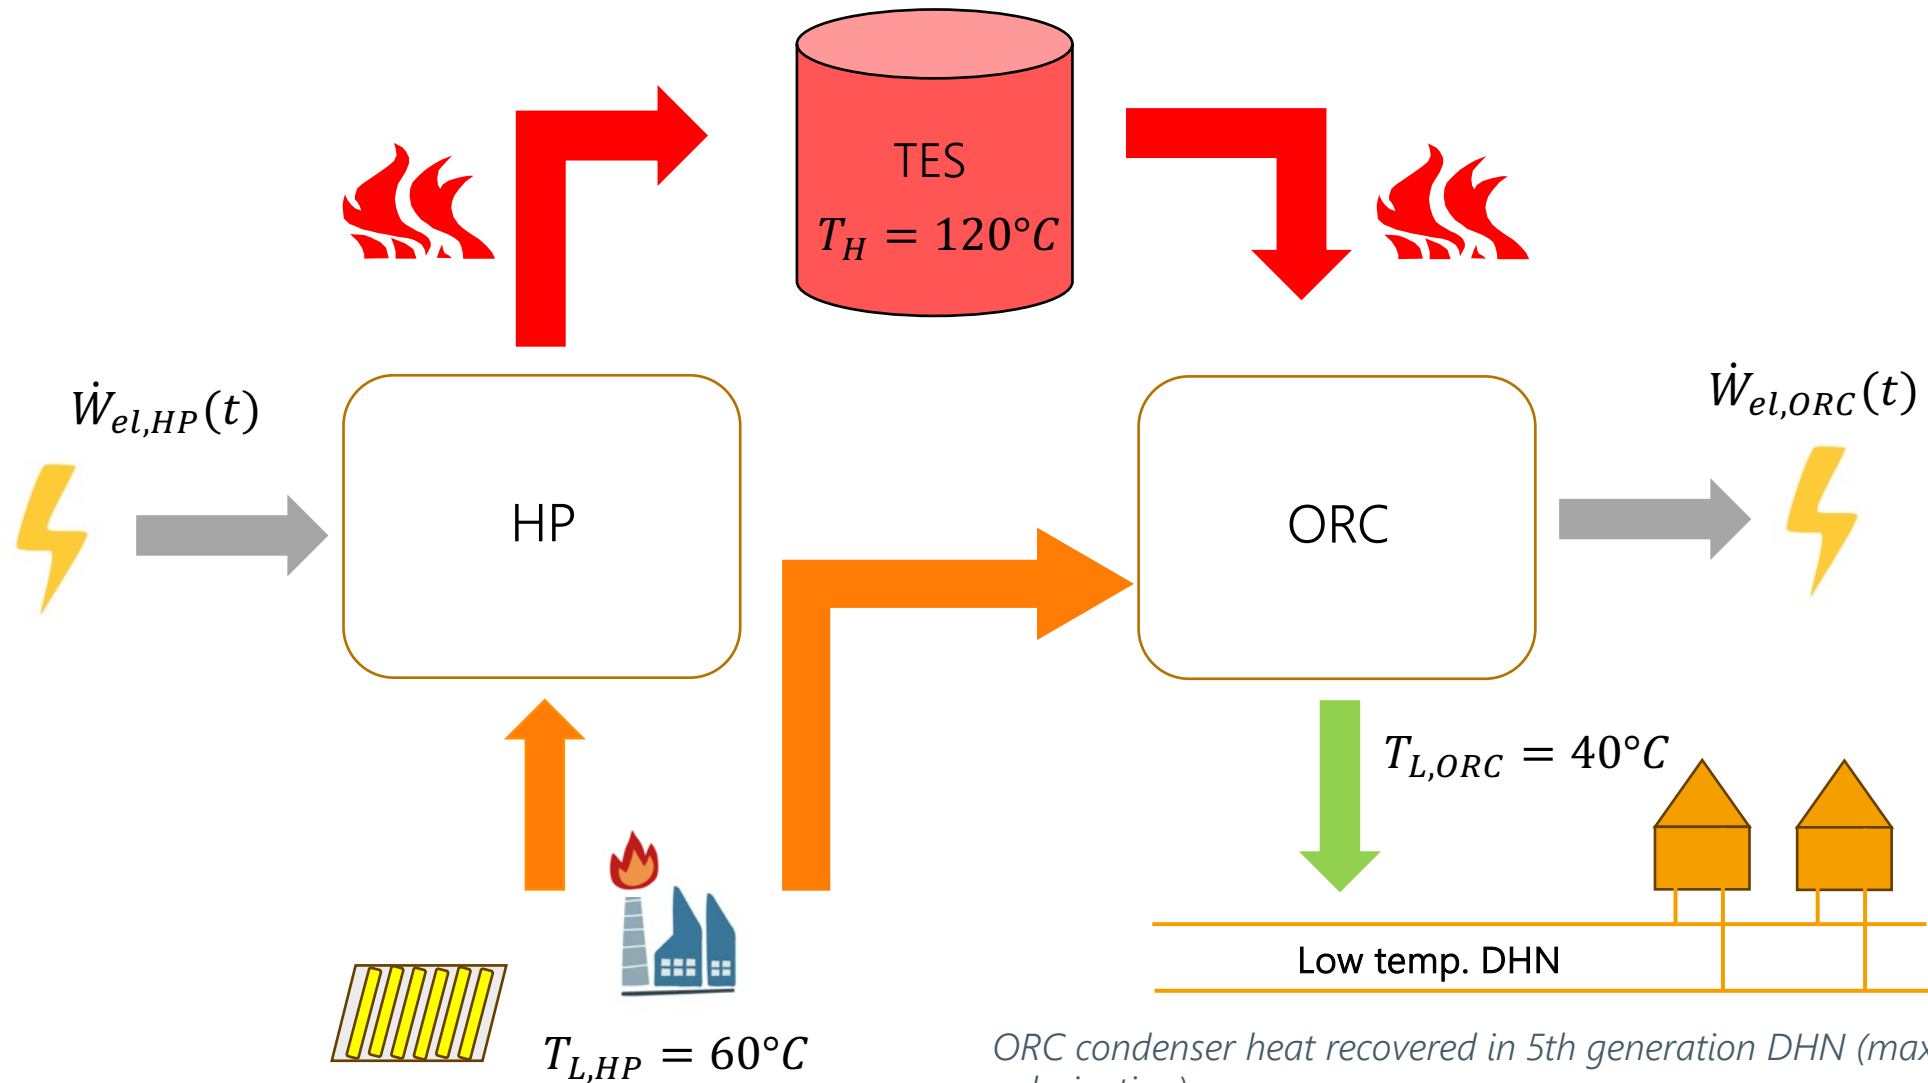 TES
T_H = 120°C
Ẇ_el,HP(t)
Ẇ_el,ORC(t)
HP
ORC
T_L,ORC = 40°C
Low temp. DHN
T_L,HP = 60°C
ORC condenser heat recovered in 5th generation DHN (max